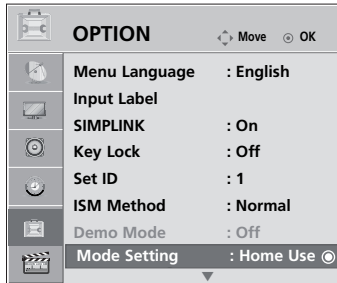 OPTION Move OK
Menu Language : English
Input Label
SIMPLINK : On
Key Lock : Off
Set ID : 1
ISM Method : Normal
Demo Mode : Off
Mode Setting : Home Use